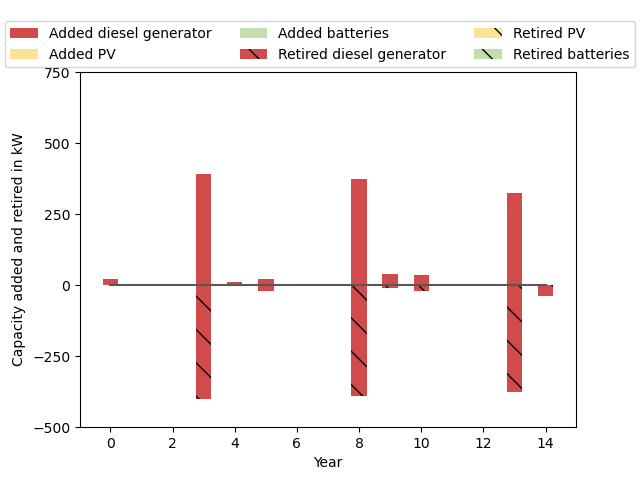 Added diesel generator
Added PV
Added batteries
Retired diesel generator
Retired PV
Retired batteries
750
500
250
0
−250
−500
Capacity added and retired in kW
0 2 4 6 8 10 12 14
Year